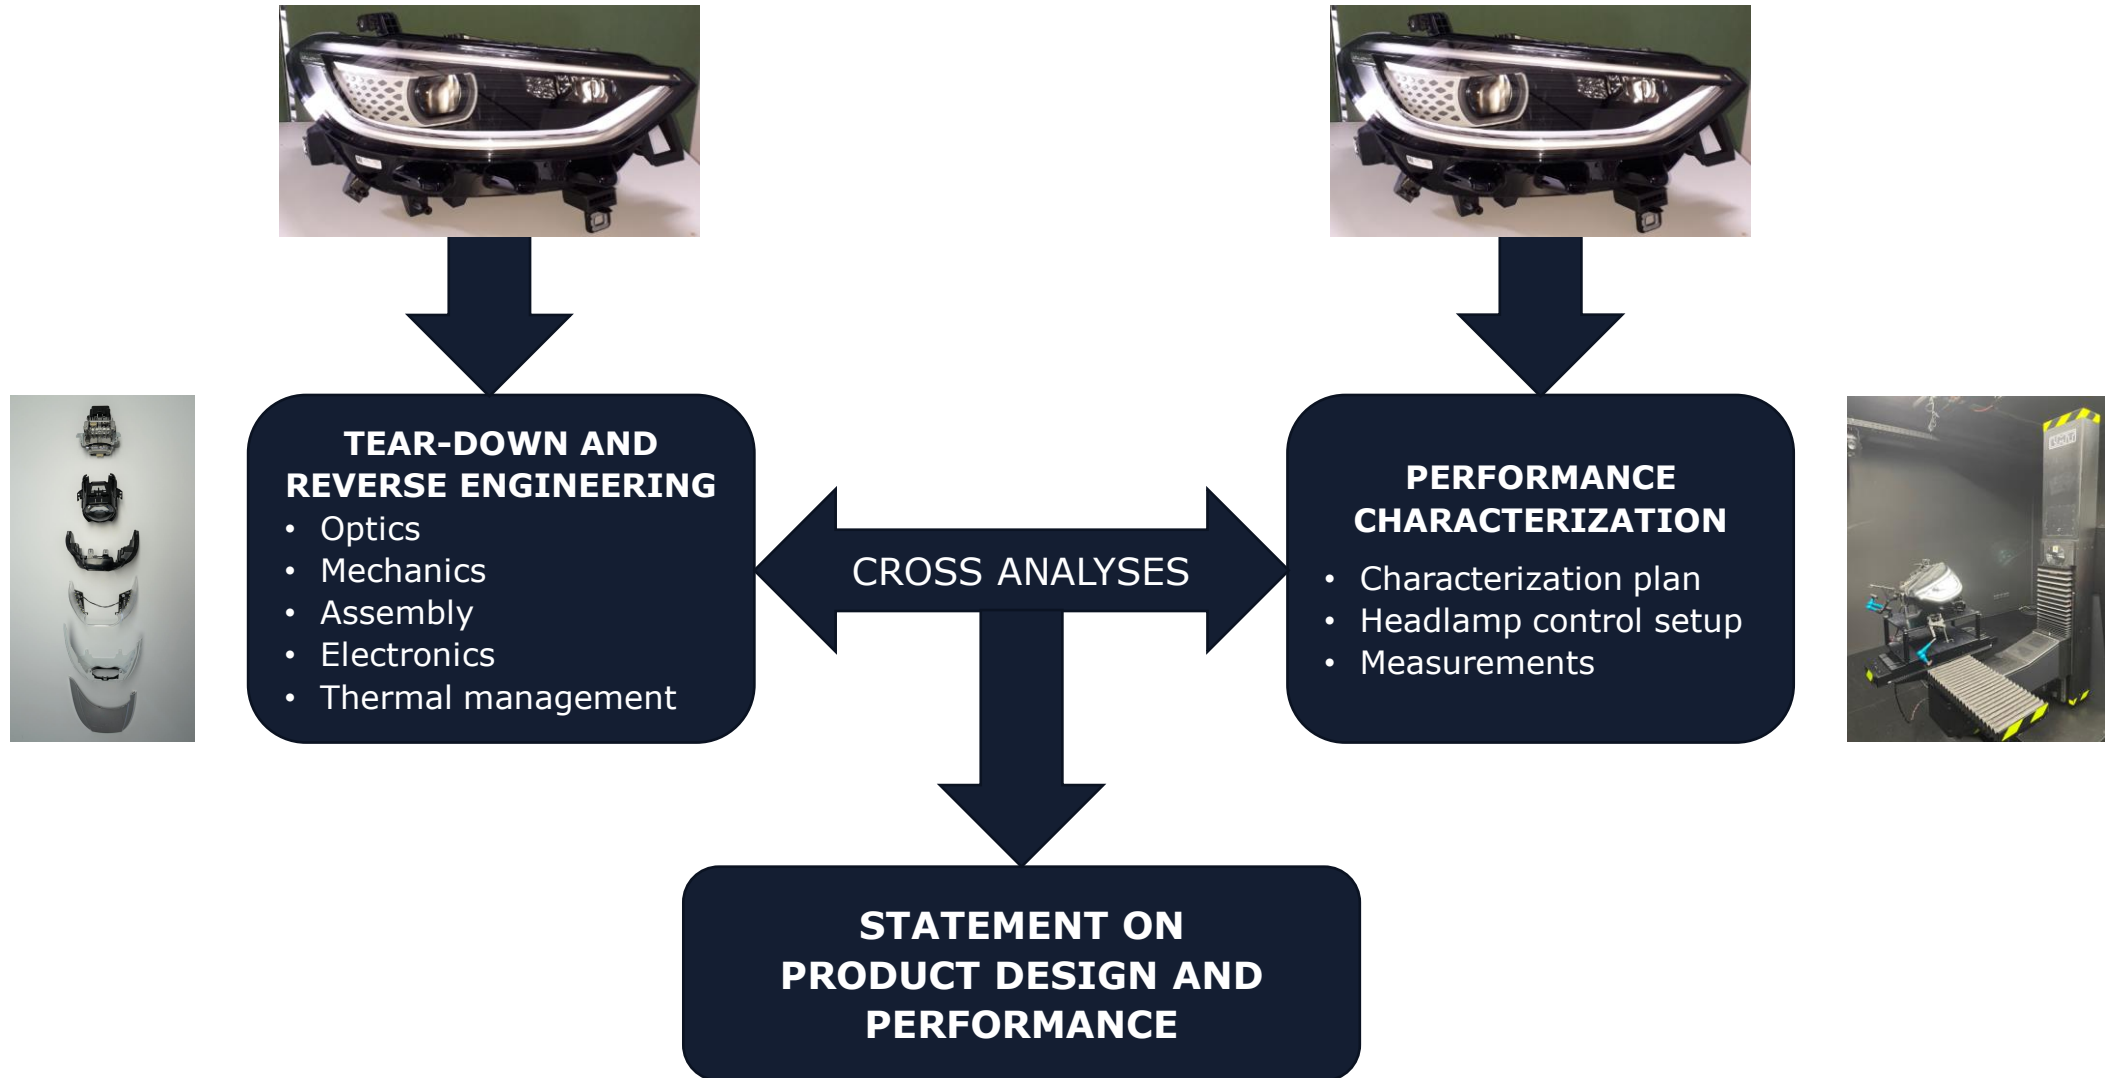 TEAR-DOWN AND
REVERSE ENGINEERING
• Optics
• Mechanics
• Assembly
• Electronics
• Thermal management
CROSS ANALYSES
PERFORMANCE
CHARACTERIZATION
• Characterization plan
• Headlamp control setup
• Measurements
STATEMENT ON
PRODUCT DESIGN AND
PERFORMANCE